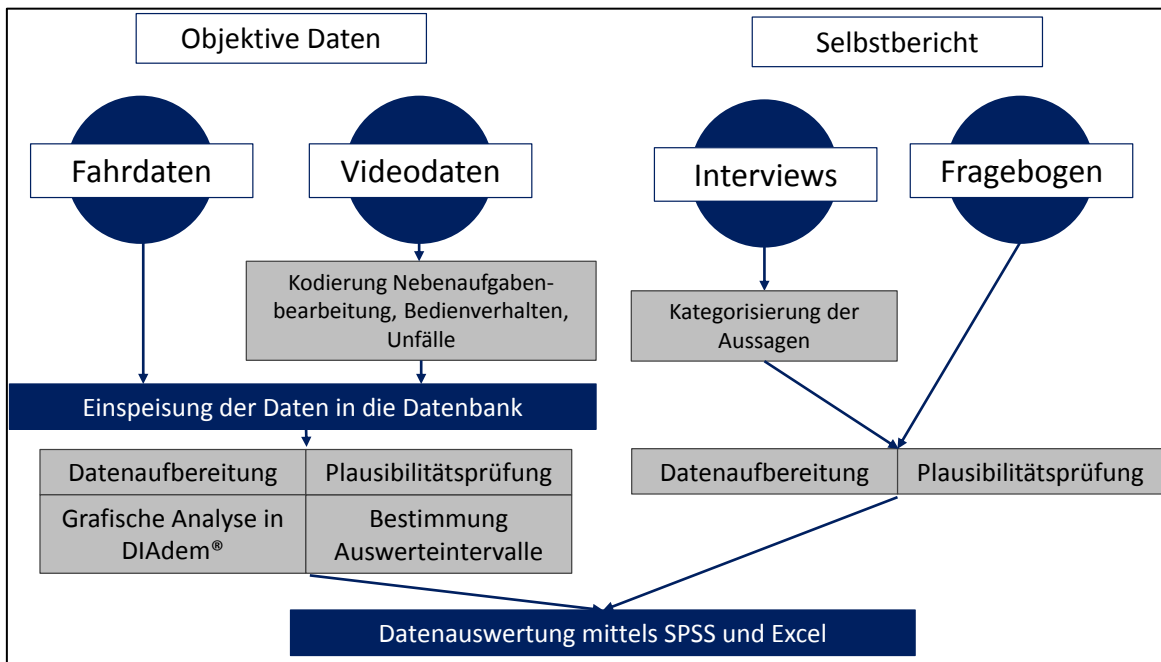 Objektive Daten
Selbstbericht
Fahrdaten
Videodaten
Interviews
Fragebogen
Kodierung Nebenaufgaben-
bearbeitung, Bedienverhalten,
Unfälle
Kategorisierung der
Aussagen
Einspeisung der Daten in die Datenbank
Datenaufbereitung
Plausibilitätsprüfung
Grafische Analyse in
DIAdem®
Bestimmung
Auswerteintervalle
Datenaufbereitung
Plausibilitätsprüfung
Datenauswertung mittels SPSS und Excel